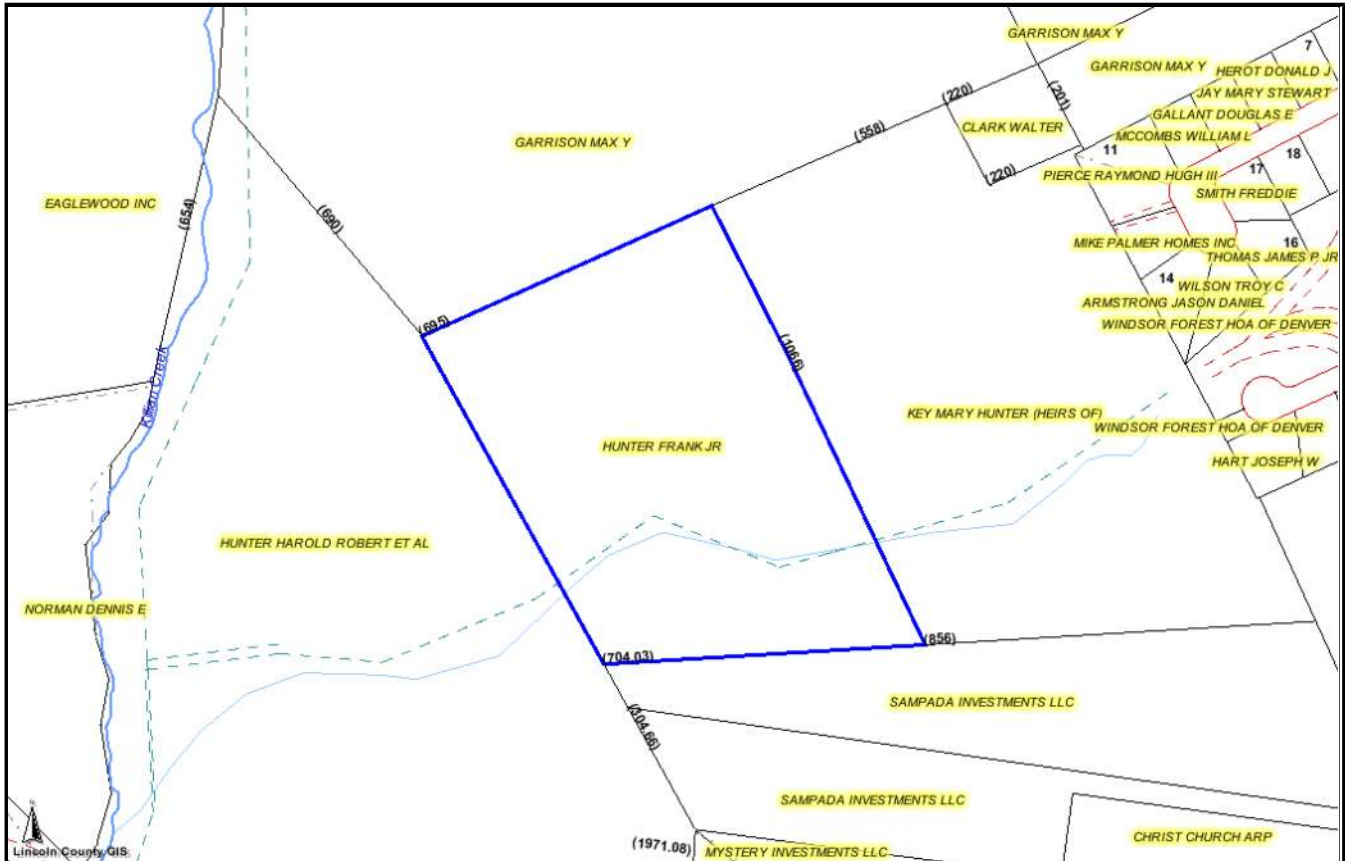 GARRISON MAX Y
7
GARRISON MAX Y
HEROT DONALD J
(220)
(201)
JAY MARY STEWART
GALLANT DOUGLAS E
CLARK WALTER
MCCOMBS WILLIAM L
(558)
GARRISON MAX Y
11
18
17
(220)
PIERCE RAYMOND HUGH III
SMITH FREDDIE
EAGLEWOOD INC
(654)
(690)
MIKE PALMER HOMES INC
16
THOMAS JAMES P JR
14
WILSON TROY C
ARMSTRONG JASON DANIEL
(695)
WINDSOR FOREST HOA OF DENVER
(1066)
Killian Creek
KEY MARY HUNTER (HEIRS OF)
WINDSOR FOREST HOA OF DENVER
HUNTER FRANK JR
HART JOSEPH W
HUNTER HAROLD ROBERT ET AL
NORMAN DENNIS E
(856)
(704.03)
SAMPADA INVESTMENTS LLC
(304.66)
SAMPADA INVESTMENTS LLC
N
CHRIST CHURCH ARP
(1971.08)
MYSTERY INVESTMENTS LLC
Lincoln County GIS